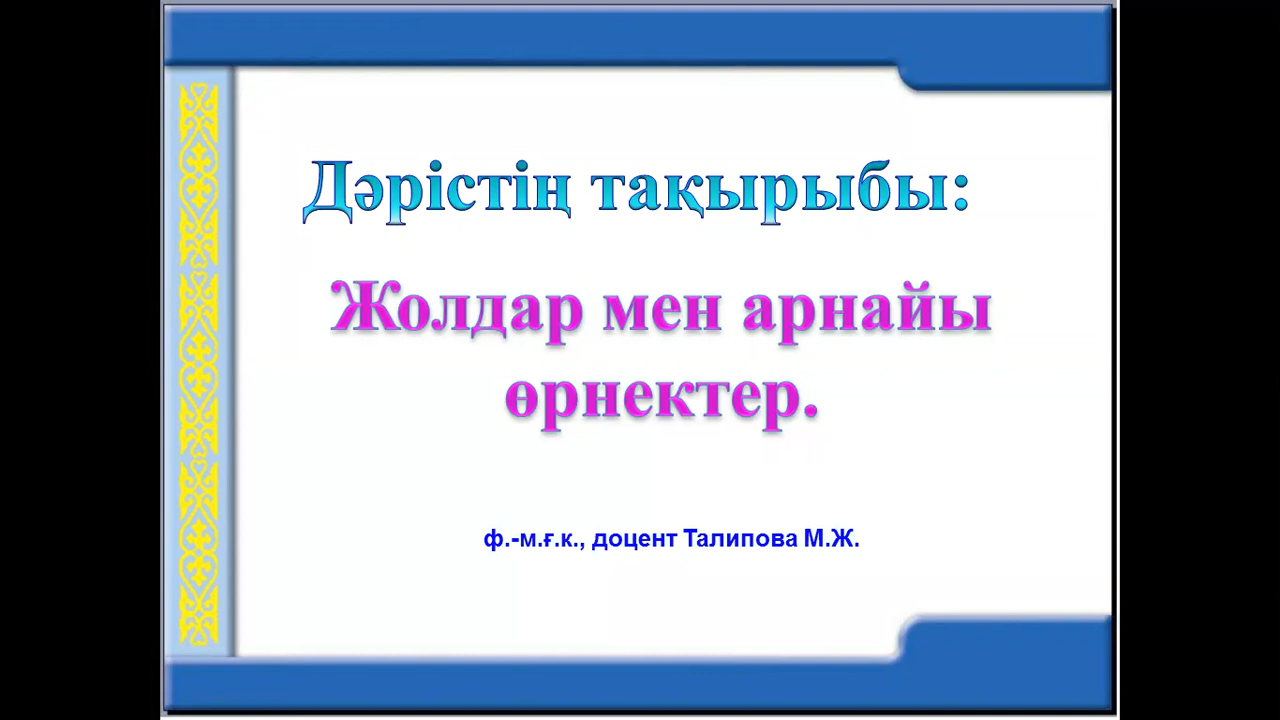 Дәрістің тақырыбы:
Жолдар мен арнайы
өрнектер.
ф.-м.ғ.к., доцент Талипова М.Ж.